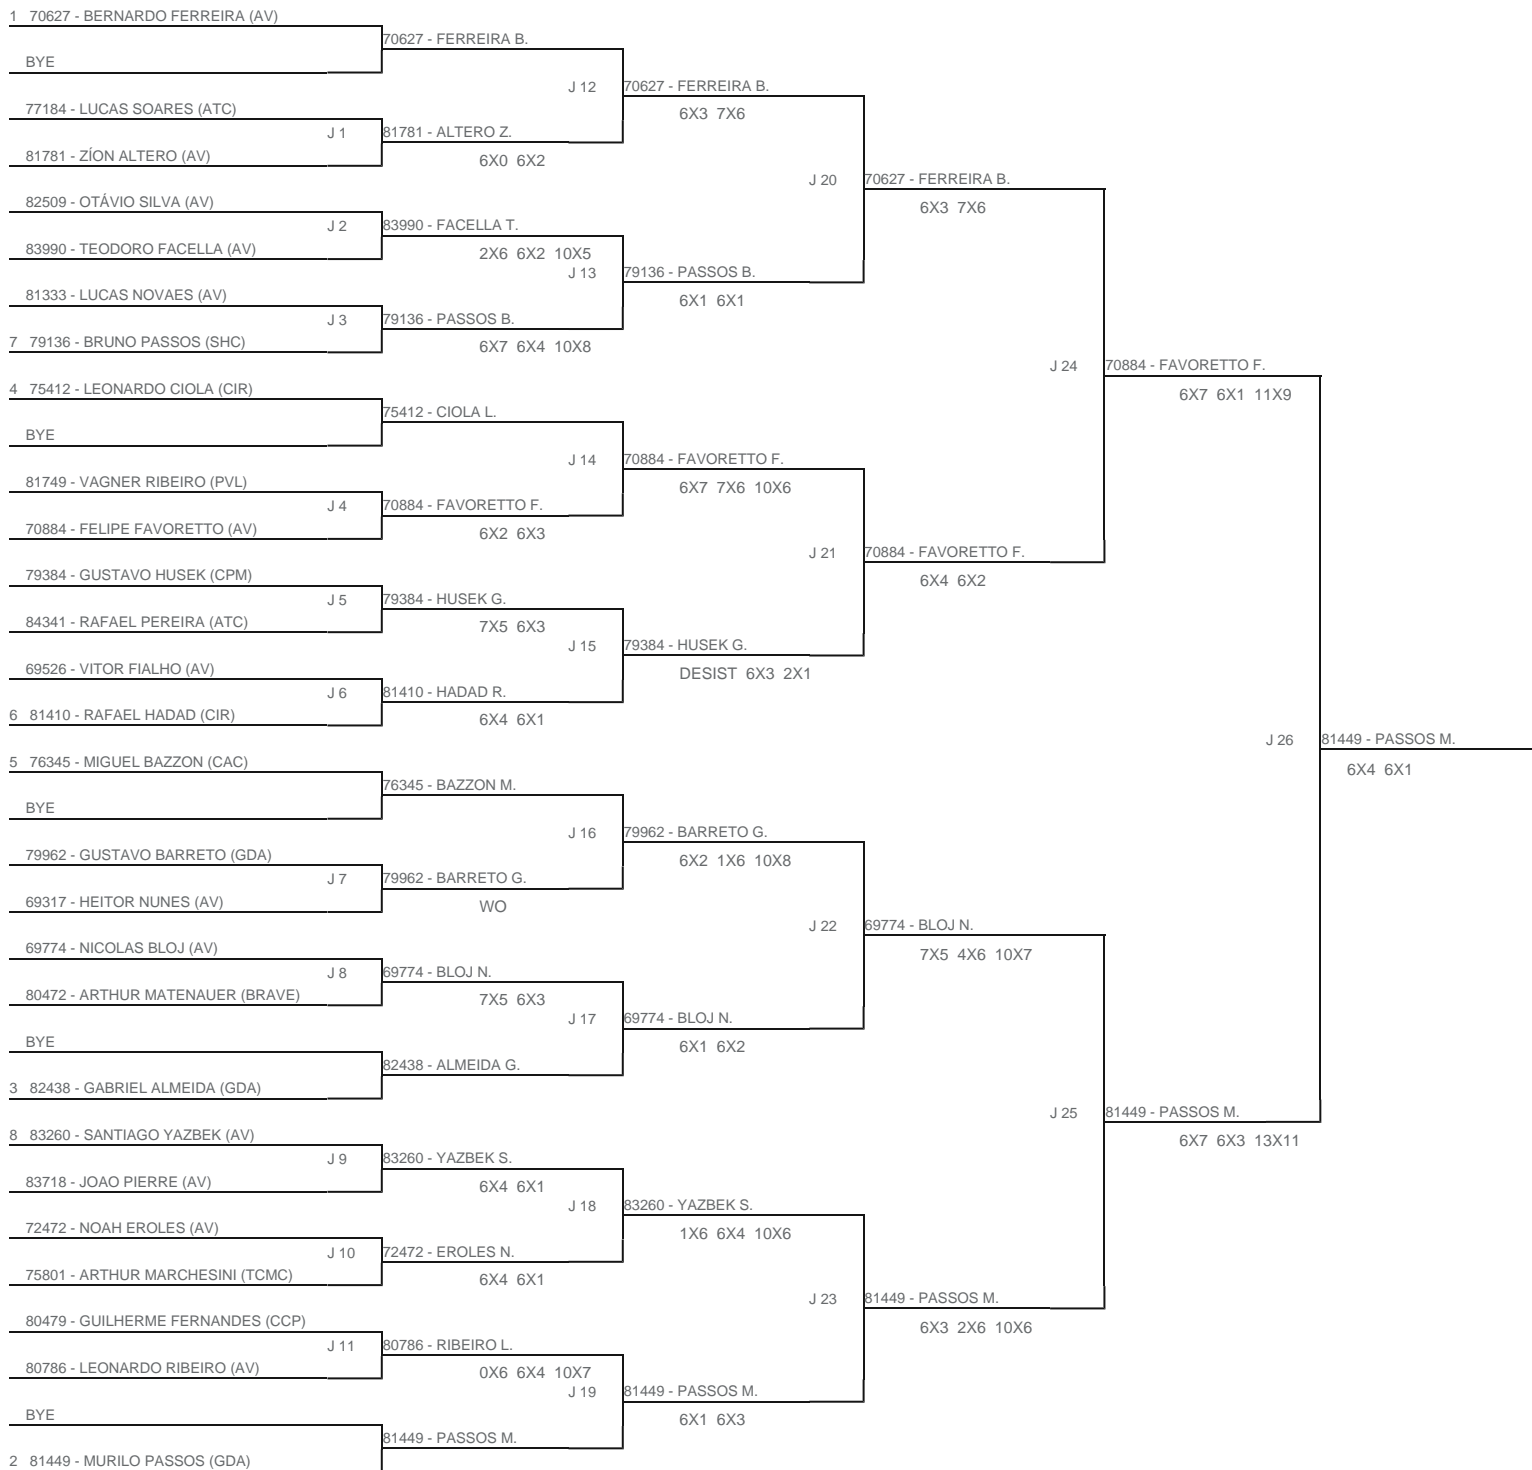 1 70627 - BERNARDO FERREIRA (AV)
70627 - FERREIRA B.
BYE
J 12
70627 - FERREIRA B.
6X3 7X6
77184 - LUCAS SOARES (ATC)
J 1
81781 - ALTERO Z.
81781 - ZÍON ALTERO (AV)
6X0 6X2
J 20
70627 - FERREIRA B.
6X3 7X6
82509 - OTÁVIO SILVA (AV)
J 2
83990 - FACELLA T.
83990 - TEODORO FACELLA (AV)
2X6 6X2 10X5
J 13
79136 - PASSOS B.
6X1 6X1
81333 - LUCAS NOVAES (AV)
J 3
79136 - PASSOS B.
7 79136 - BRUNO PASSOS (SHC)
6X7 6X4 10X8
J 24
70884 - FAVORETTO F.
6X7 6X1 11X9
4 75412 - LEONARDO CIOLA (CIR)
75412 - CIOLA L.
BYE
J 14
70884 - FAVORETTO F.
6X7 7X6 10X6
81749 - VAGNER RIBEIRO (PVL)
J 4
70884 - FAVORETTO F.
70884 - FELIPE FAVORETTO (AV)
6X2 6X3
J 21
70884 - FAVORETTO F.
6X4 6X2
79384 - GUSTAVO HUSEK (CPM)
J 5
79384 - HUSEK G.
84341 - RAFAEL PEREIRA (ATC)
7X5 6X3
J 15
79384 - HUSEK G.
DESIST 6X3 2X1
69526 - VITOR FIALHO (AV)
J 6
81410 - HADAD R.
6 81410 - RAFAEL HADAD (CIR)
6X4 6X1
J 26
81449 - PASSOS M.
6X4 6X1
5 76345 - MIGUEL BAZZON (CAC)
76345 - BAZZON M.
BYE
J 16
79962 - BARRETO G.
6X2 1X6 10X8
79962 - GUSTAVO BARRETO (GDA)
J 7
79962 - BARRETO G.
69317 - HEITOR NUNES (AV)
WO
J 22
69774 - BLOJ N.
7X5 4X6 10X7
69774 - NICOLAS BLOJ (AV)
J 8
69774 - BLOJ N.
80472 - ARTHUR MATENAUER (BRAVE)
7X5 6X3
J 17
69774 - BLOJ N.
6X1 6X2
BYE
82438 - ALMEIDA G.
3 82438 - GABRIEL ALMEIDA (GDA)
J 25
81449 - PASSOS M.
6X7 6X3 13X11
8 83260 - SANTIAGO YAZBEK (AV)
J 9
83260 - YAZBEK S.
83718 - JOAO PIERRE (AV)
6X4 6X1
J 18
83260 - YAZBEK S.
1X6 6X4 10X6
72472 - NOAH EROLES (AV)
J 10
72472 - EROLES N.
75801 - ARTHUR MARCHESINI (TCMC)
6X4 6X1
J 23
81449 - PASSOS M.
6X3 2X6 10X6
80479 - GUILHERME FERNANDES (CCP)
J 11
80786 - RIBEIRO L.
80786 - LEONARDO RIBEIRO (AV)
0X6 6X4 10X7
J 19
81449 - PASSOS M.
6X1 6X3
BYE
81449 - PASSOS M.
2 81449 - MURILO PASSOS (GDA)